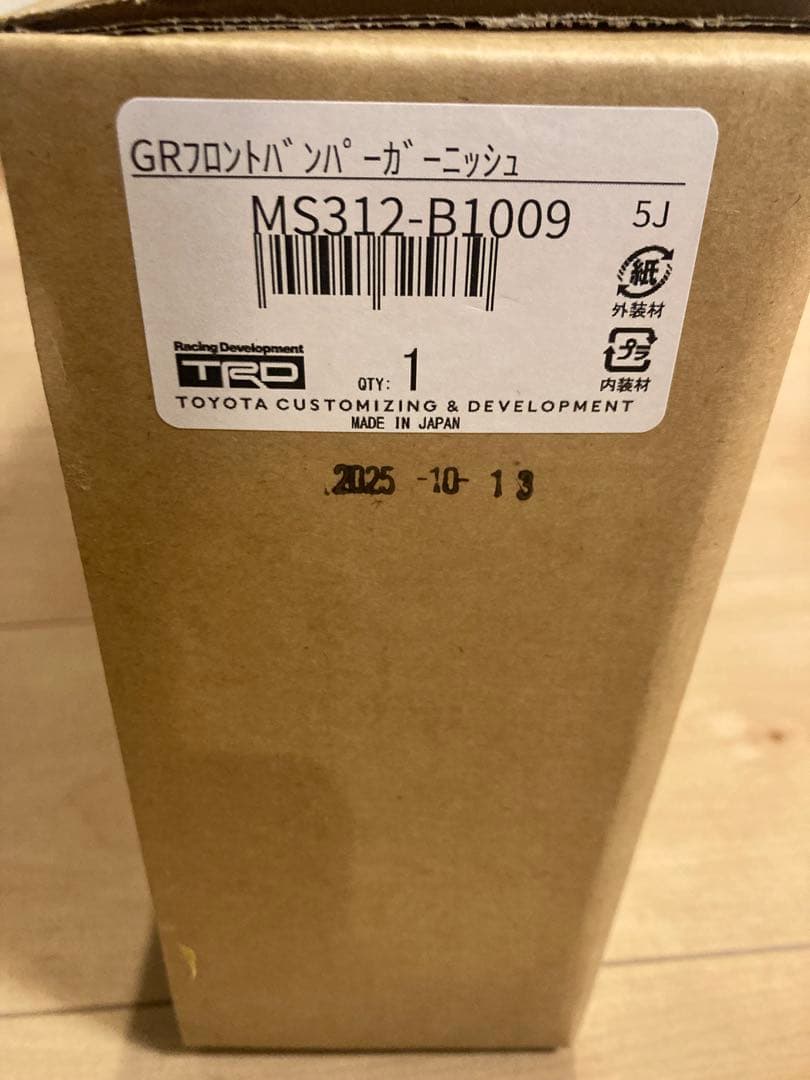 GRﾌﾛﾝﾄﾊﾞﾝﾊﾟｰｶﾞｰﾆｯｼｭ
MS312-B1009 5J
紙
外装材
Racing Development
TRD
QTY: 1
プラ
内装材
TOYOTA CUSTOMIZING & DEVELOPMENT
MADE IN JAPAN
2025 -10- 13